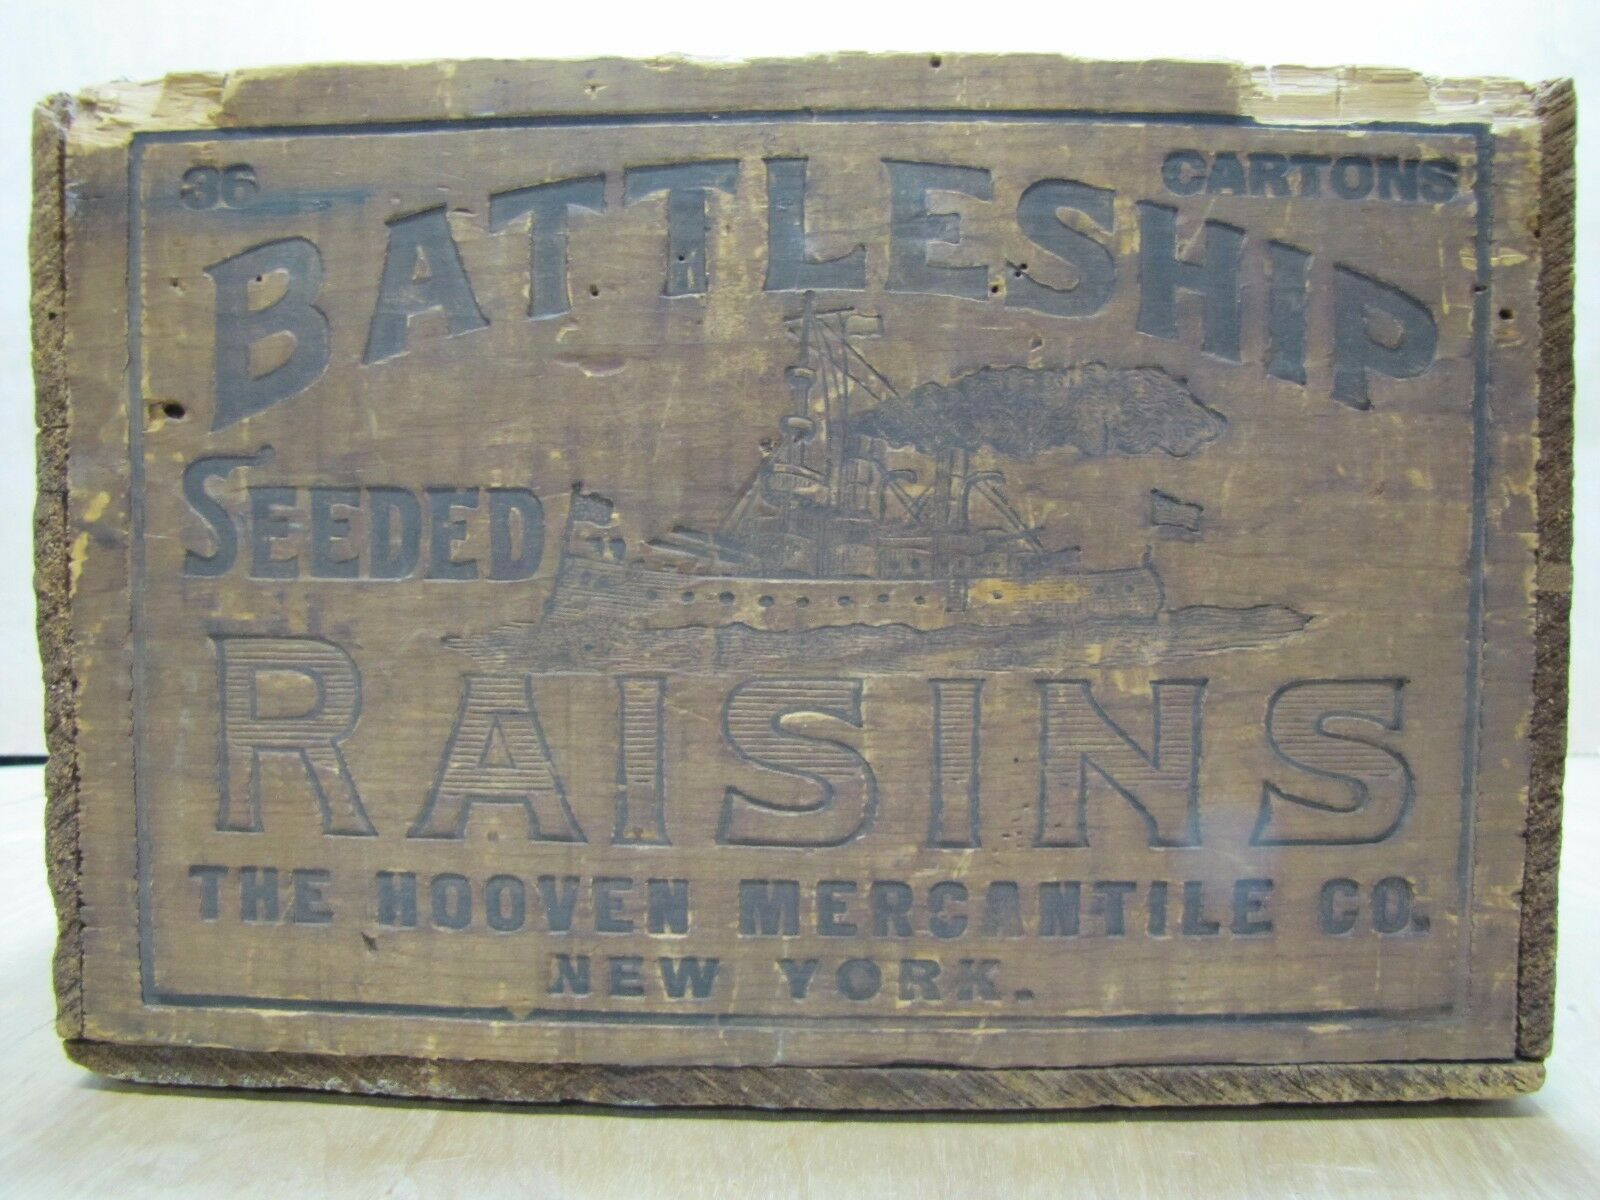 36 CARTONS
BATTLESHIP
SEEDED
RAISINS
THE HOOVEN MERCANTILE CO.
NEW YORK.